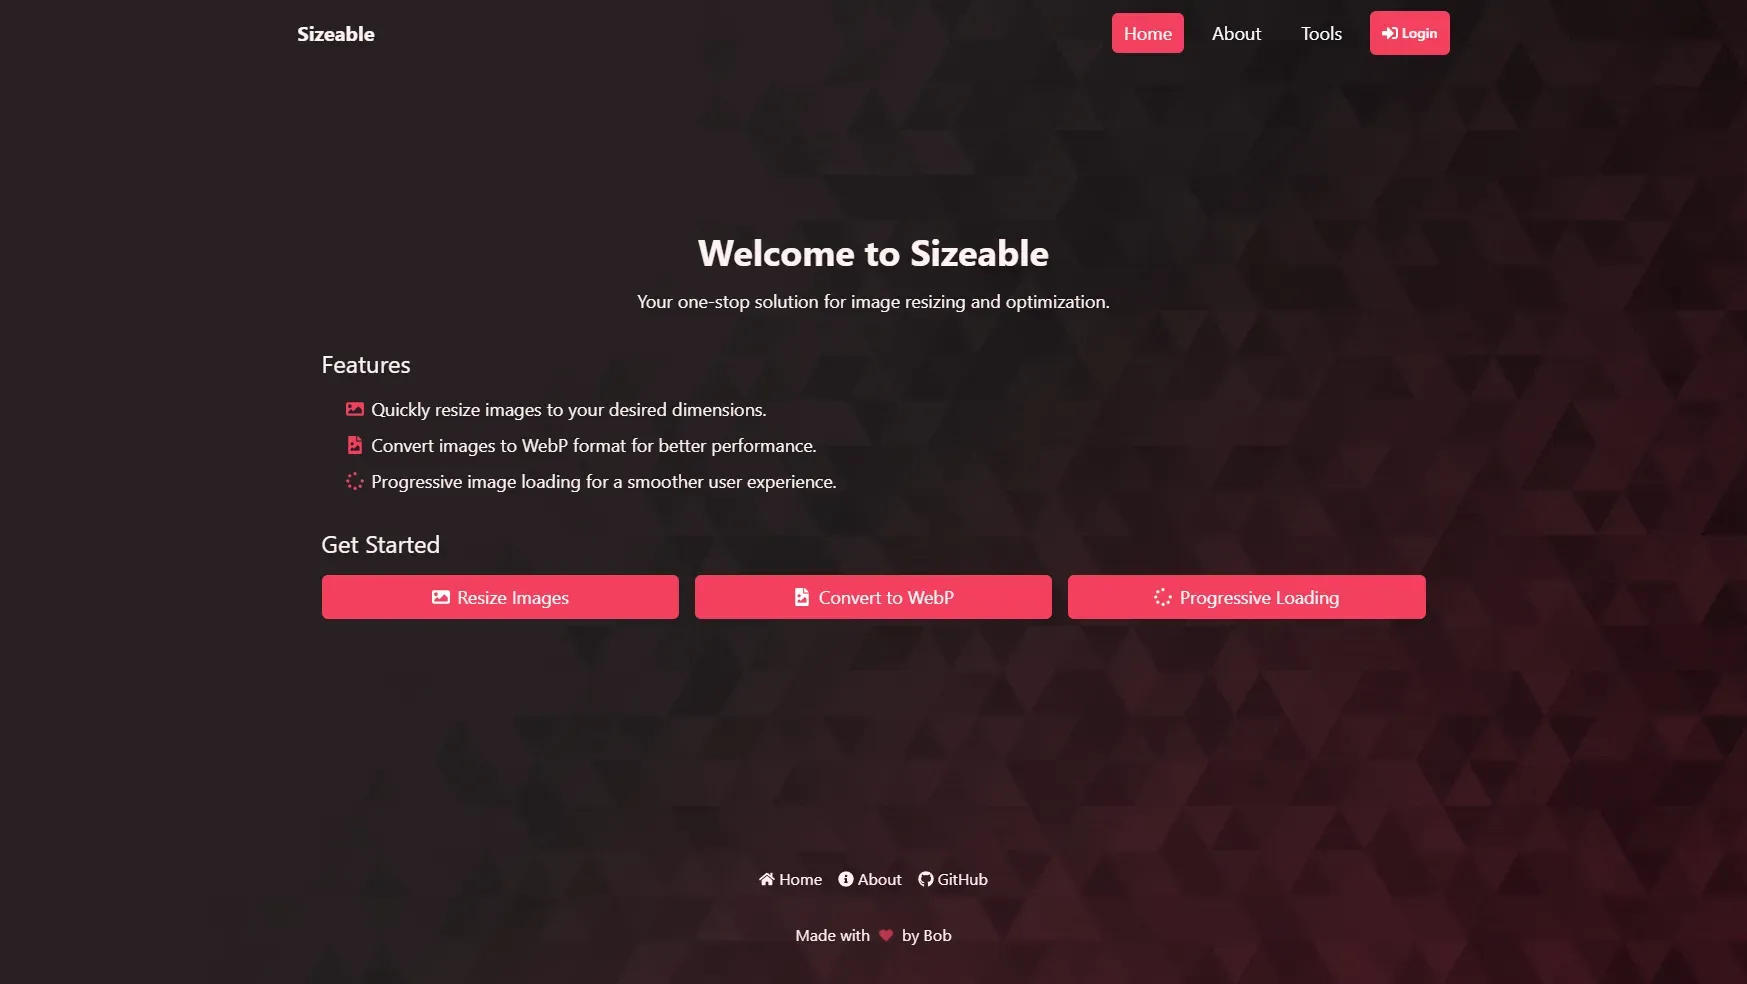 Sizeable
Home About Tools Login
Welcome to Sizeable
Your one-stop solution for image resizing and optimization.
Features
Quickly resize images to your desired dimensions.
Convert images to WebP format for better performance.
Progressive image loading for a smoother user experience.
Get Started
Resize Images
Convert to WebP
Progressive Loading
Home About GitHub
Made with ♥ by Bob